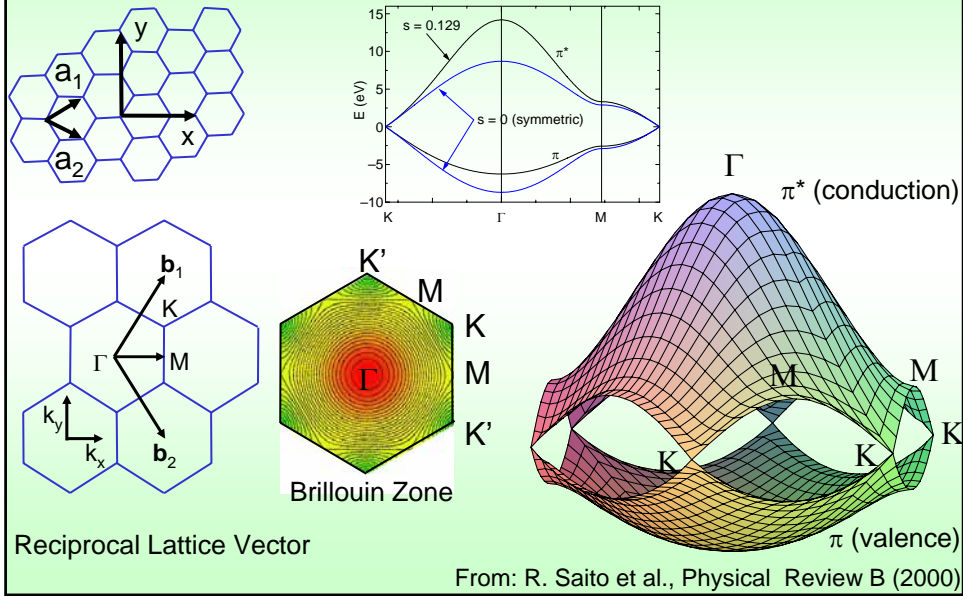 y
a1
x
a2
E (eV)
15
10
5
0
−5
−10
s = 0.129
π*
s = 0 (symmetric)
π
K
Γ
M
K
Γ
π* (conduction)
b1
K
Γ
M
ky
kx
b2
K’
M
K
Γ
M
K’
Brillouin Zone
M
M
K
K
K
π (valence)
Reciprocal Lattice Vector
From: R. Saito et al., Physical Review B (2000)